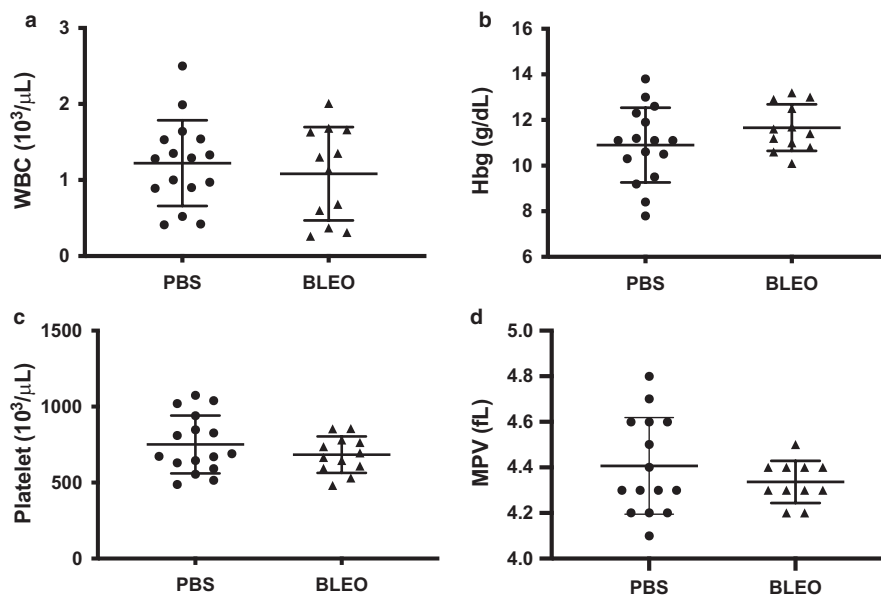 a
3
2
1
0
WBC (10³/μL)
PBS
BLEO
b
16
14
12
10
8
6
Hbg (g/dL)
PBS
BLEO
c
1500
1000
500
0
Platelet (10³/μL)
PBS
BLEO
d
5.0
4.8
4.6
4.4
4.2
4.0
MPV (fL)
PBS
BLEO